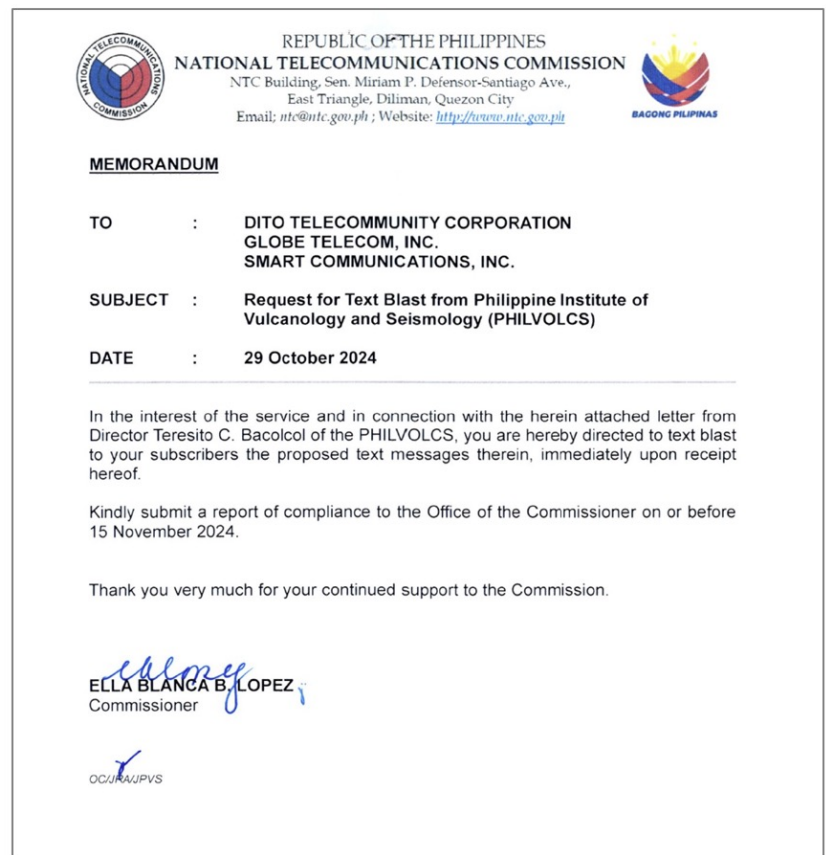 REPUBLIC OF THE PHILIPPINES
NATIONAL TELECOMMUNICATIONS COMMISSION
NTC Building, Sen. Miriam P. Defensor-Santiago Ave.,
East Triangle, Diliman, Quezon City
Email; ntc@ntc.gov.ph ; Website: http://www.ntc.gov.ph
NATIONAL TELECOMMUNICATIONS COMMISSION
BAGONG PILIPINAS
MEMORANDUM
TO : DITO TELECOMMUNITY CORPORATION
GLOBE TELECOM, INC.
SMART COMMUNICATIONS, INC.
SUBJECT : Request for Text Blast from Philippine Institute of
Vulcanology and Seismology (PHILVOLCS)
DATE : 29 October 2024
In the interest of the service and in connection with the herein attached letter from
Director Teresito C. Bacolcol of the PHILVOLCS, you are hereby directed to text blast
to your subscribers the proposed text messages therein, immediately upon receipt
hereof.
Kindly submit a report of compliance to the Office of the Commissioner on or before
15 November 2024.
Thank you very much for your continued support to the Commission.
ELLA BLANCA B. LOPEZ
Commissioner
OC/JRA/JPVS